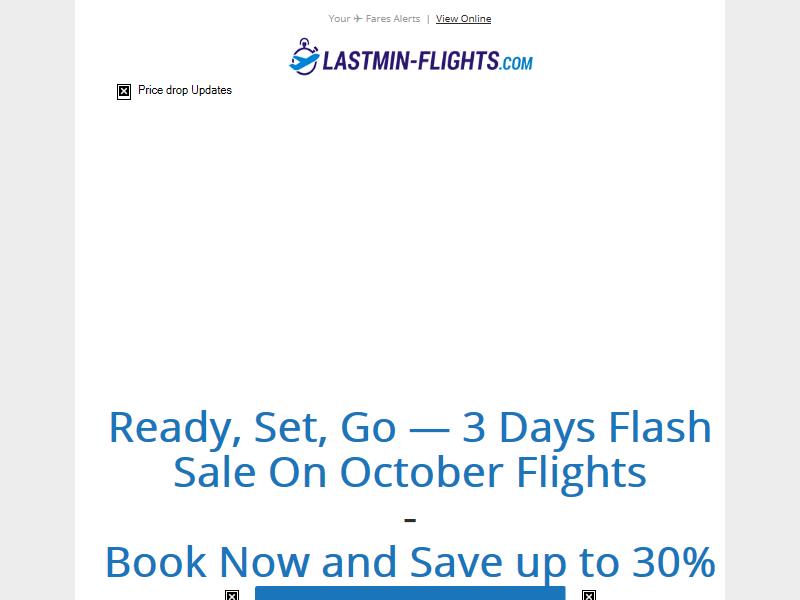 Your ✈ Fares Alerts | View Online
LASTMIN-FLIGHTS.COM
Price drop Updates
Ready, Set, Go — 3 Days Flash
Sale On October Flights
–
Book Now and Save up to 30%